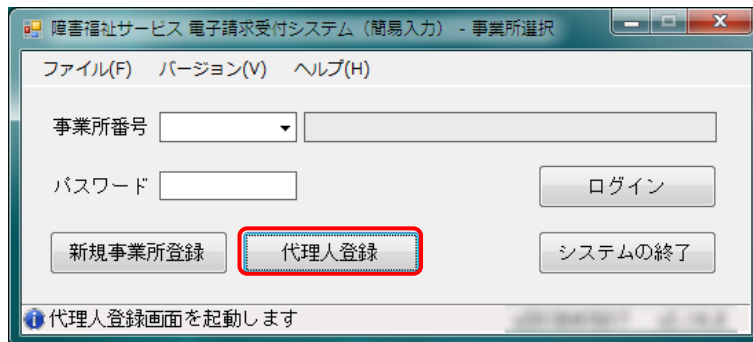 障害福祉サービス 電子請求受付システム（簡易入力） - 事業所選択
ファイル(F) バージョン(V) ヘルプ(H)
事業所番号
パスワード ログイン
新規事業所登録 代理人登録 システムの終了
代理人登録画面を起動します